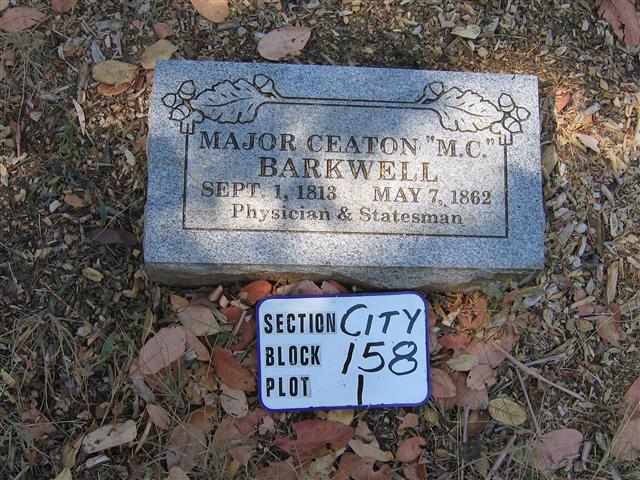 MAJOR CEATON "M.C."
BARKWELL
SEPT. 1, 1813 MAY 7, 1862
Physician & Statesman
SECTION CITY
BLOCK 158
PLOT 1